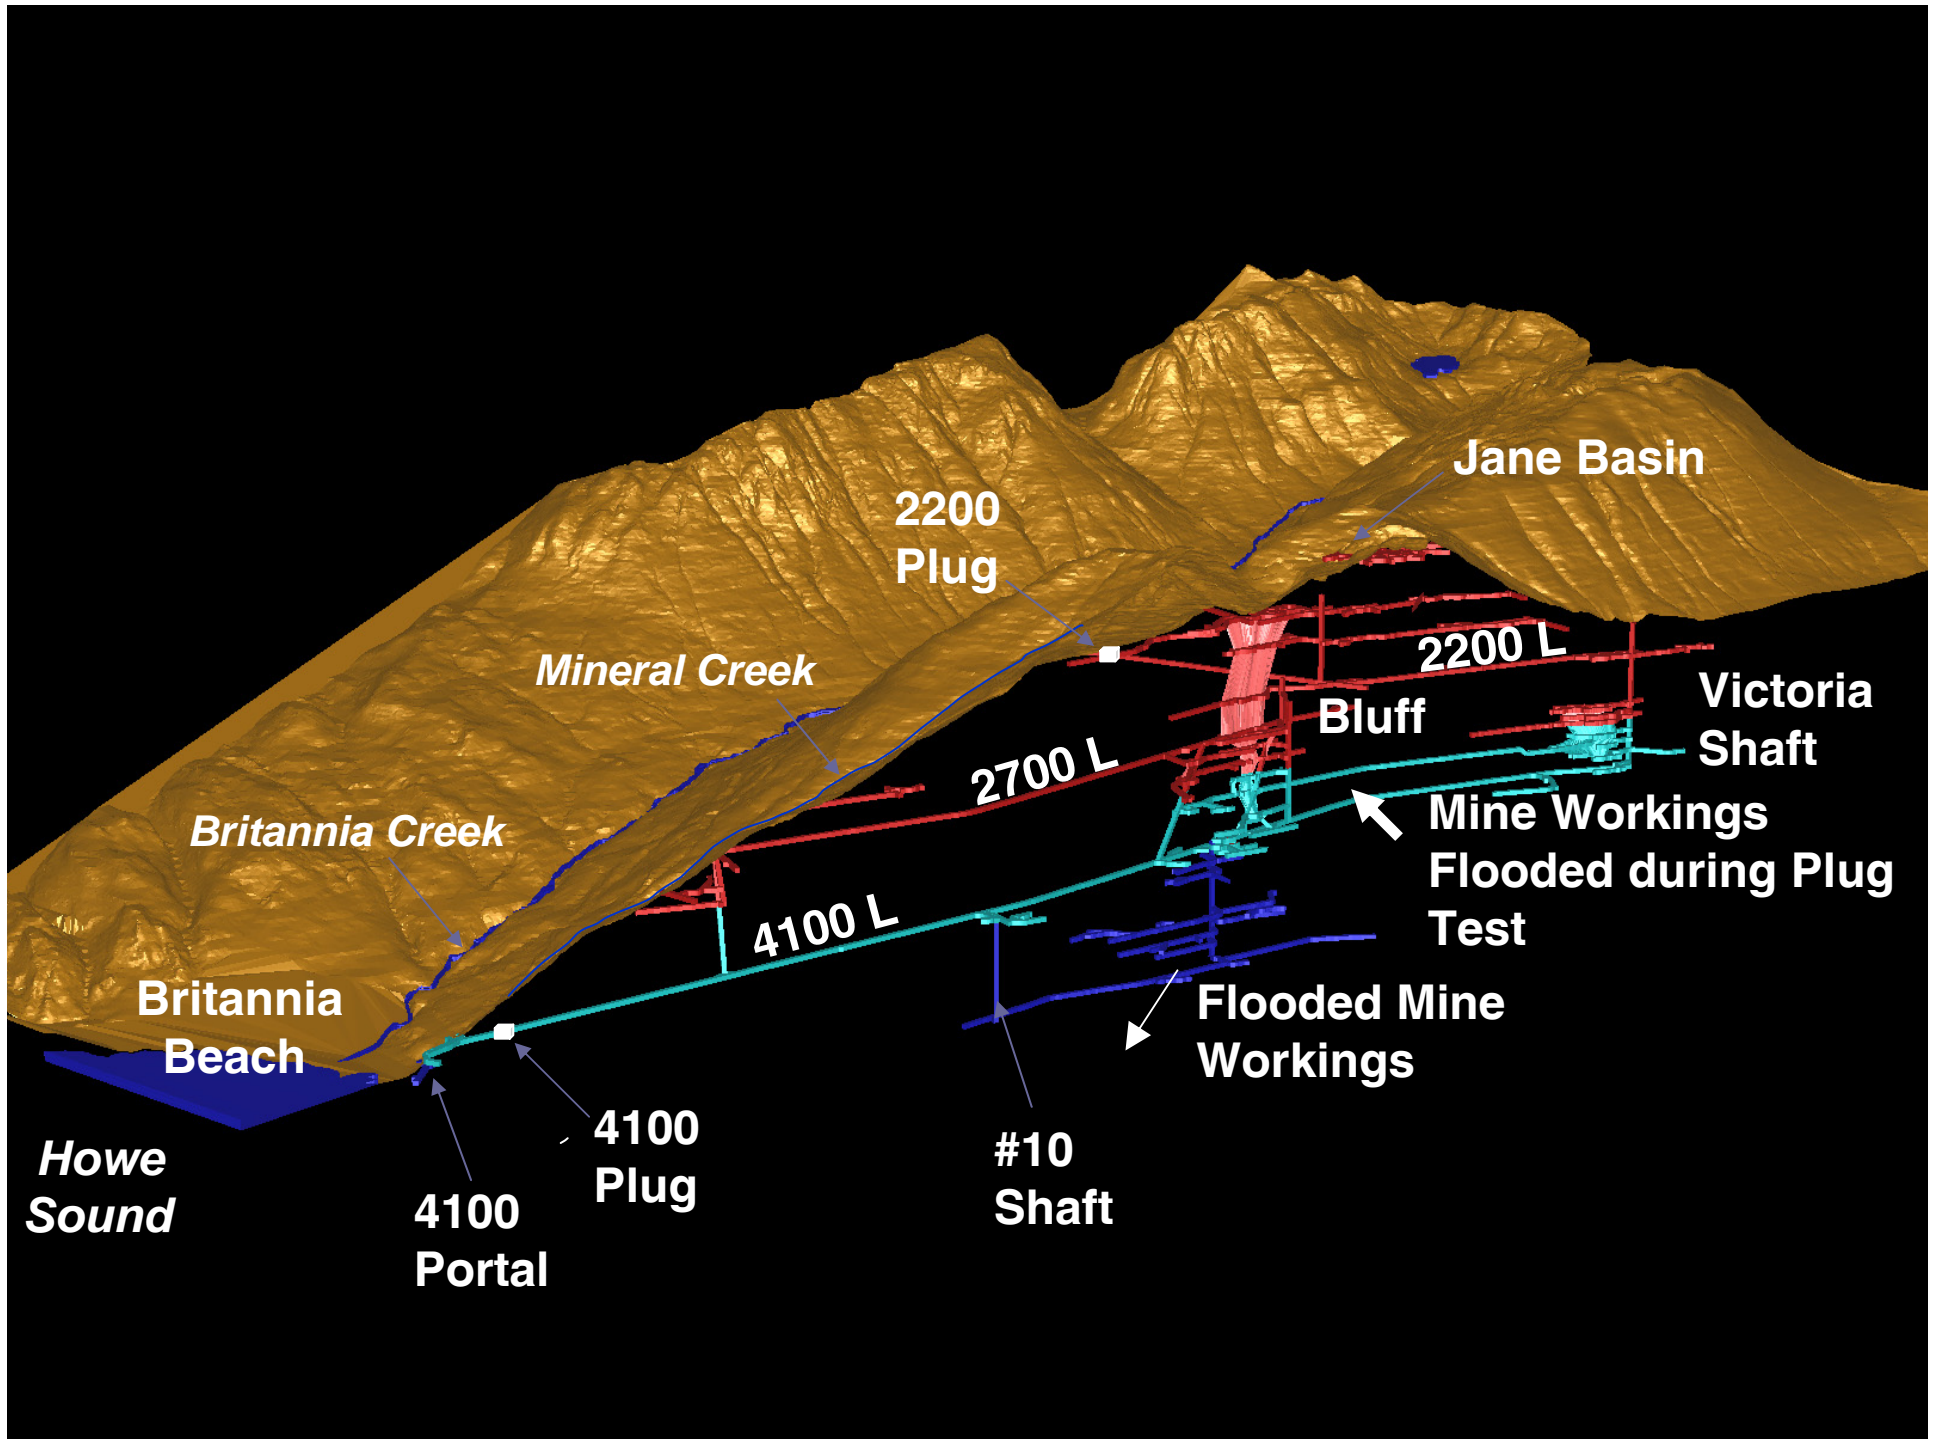 Jane Basin
2200
Plug
2200 L
Mineral Creek
Victoria
Shaft
Bluff
2700 L
Britannia Creek
Mine Workings
Flooded during Plug
Test
4100 L
Britannia
Beach
Flooded Mine
Workings
4100
Plug
#10
Shaft
Howe
Sound
4100
Portal